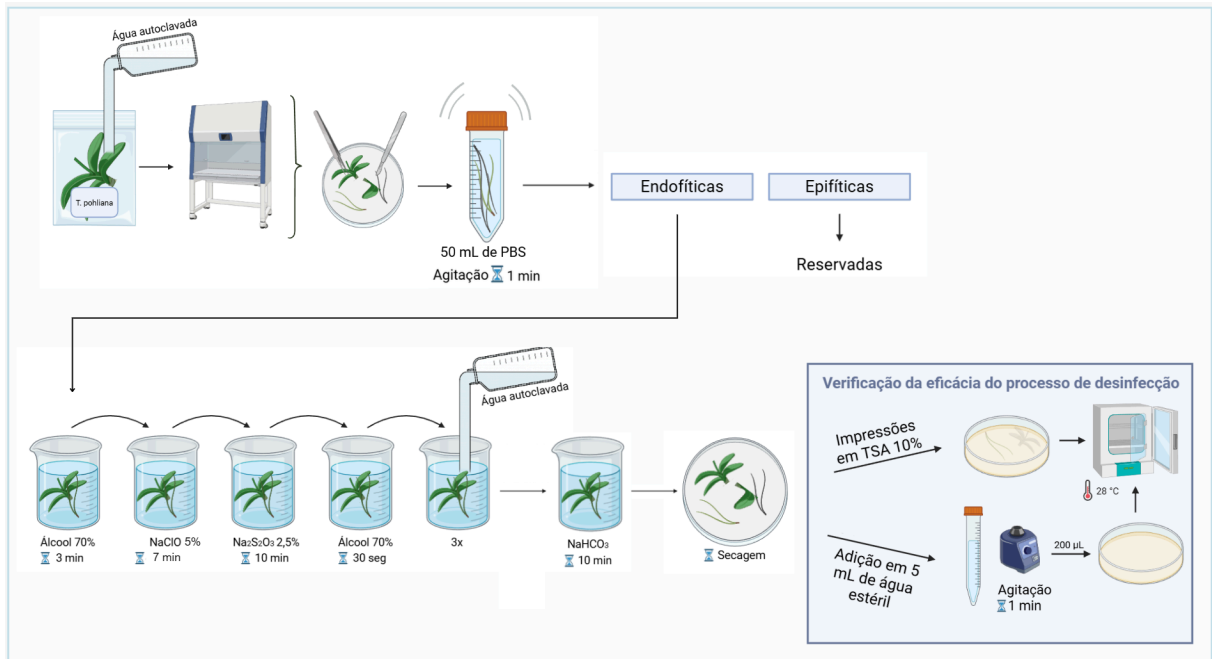 Água autoclavada
T. pohliana
50 mL de PBS
Agitação 1 min
Endofíticas
Epifíticas
Reservadas
Água autoclavada
Álcool 70%
3 min
NaClO 5%
7 min
Na₂S₂O₃ 2,5%
10 min
Álcool 70%
30 seg
3x
NaHCO₃
10 min
Secagem
Verificação da eficácia do processo de desinfecção
Impressões
em TSA 10%
28 °C
Adição em 5
mL de água
estéril
Agitação
1 min
200 µL